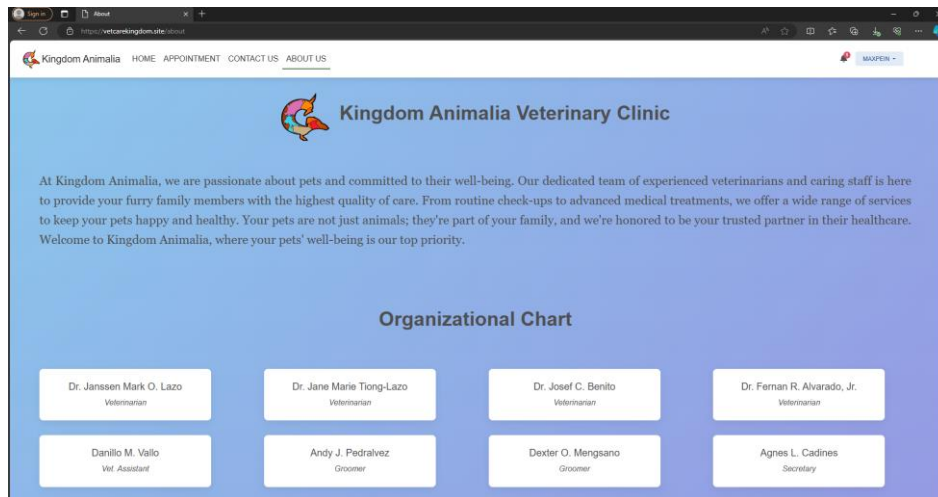 Sign in
About
https://vetcarekingdom.site/about
Kingdom Animalia HOME APPOINTMENT CONTACT US ABOUT US MAXPEIN
Kingdom Animalia Veterinary Clinic
At Kingdom Animalia, we are passionate about pets and committed to their well-being. Our dedicated team of experienced veterinarians and caring staff is here
to provide your furry family members with the highest quality of care. From routine check-ups to advanced medical treatments, we offer a wide range of services
to keep your pets happy and healthy. Your pets are not just animals; they're part of your family, and we're honored to be your trusted partner in their healthcare.
Welcome to Kingdom Animalia, where your pets' well-being is our top priority.
Organizational Chart
Dr. Janssen Mark O. Lazo
Veterinarian
Dr. Jane Marie Tiong-Lazo
Veterinarian
Dr. Josef C. Benito
Veterinarian
Dr. Fernan R. Alvarado, Jr.
Veterinarian
Danillo M. Vallo
Vet. Assistant
Andy J. Pedralvez
Groomer
Dexter O. Mengsano
Groomer
Agnes L. Cadines
Secretary